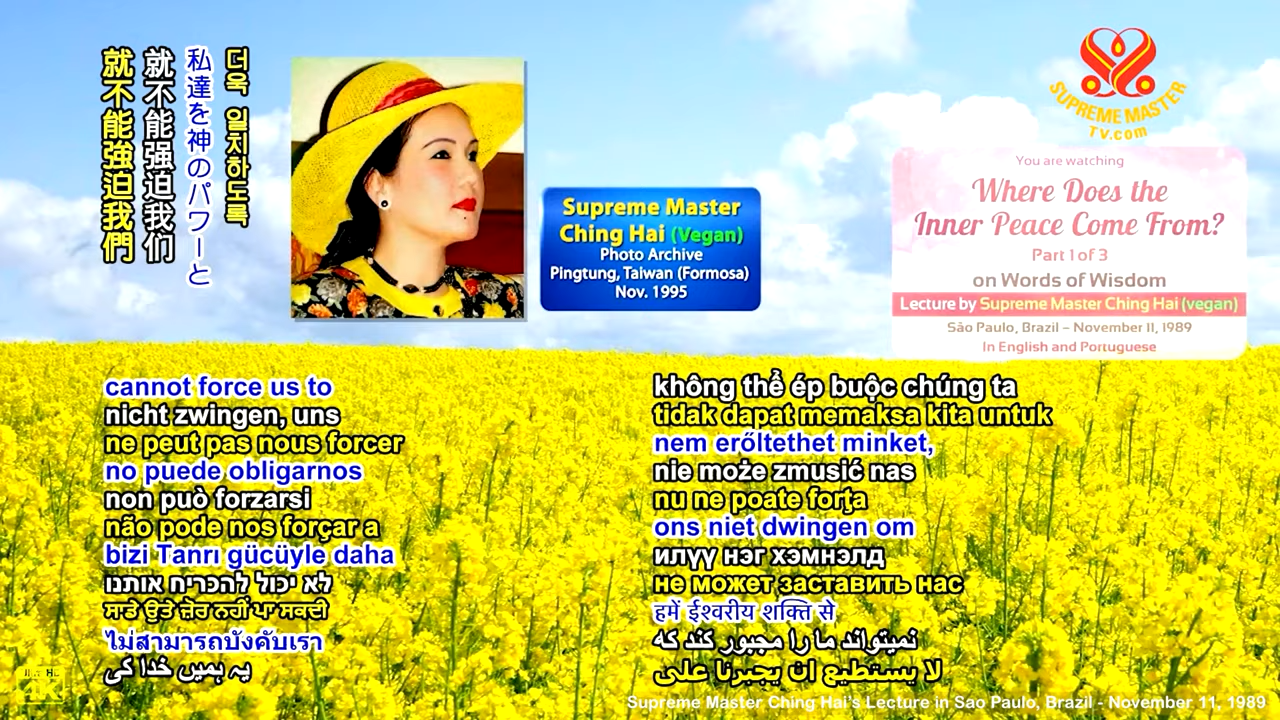 더욱 일치하도록
私達を神のパワーと
就不能强迫我们
就不能強迫我們
Supreme Master
Ching Hai (Vegan)
Photo Archive
Pingtung, Taiwan (Formosa)
Nov. 1995
SUPREME MASTER
TV.com
You are watching
Where Does the
Inner Peace Come From?
Part 1 of 3
on Words of Wisdom
Lecture by Supreme Master Ching Hai (vegan)
São Paulo, Brazil – November 11, 1989
In English and Portuguese
cannot force us to
nicht zwingen, uns
ne peut pas nous forcer
no puede obligarnos
non può forzarsi
não pode nos forçar a
bizi Tanrı gücüyle daha
לא יכול להכריח אותנו
ਸਾਡੇ ਉਤੇ ਜ਼ੋਰ ਨਹੀਂ ਪਾ ਸਕਦੀ
ไม่สามารถบังคับเรา
یہ ہمیں خدا کی
không thể ép buộc chúng ta
tidak dapat memaksa kita untuk
nem erőltethet minket,
nie może zmusić nas
nu ne poate forţa
ons niet dwingen om
илүү нэг хэмнэлд
не может заставить нас
हमें ईश्वरीय शक्ति से
نمیتواند ما را مجبور کند که
لا يستطيع ان يجبرنا على
4K
Supreme Master Ching Hai's Lecture in Sao Paulo, Brazil - November 11, 1989